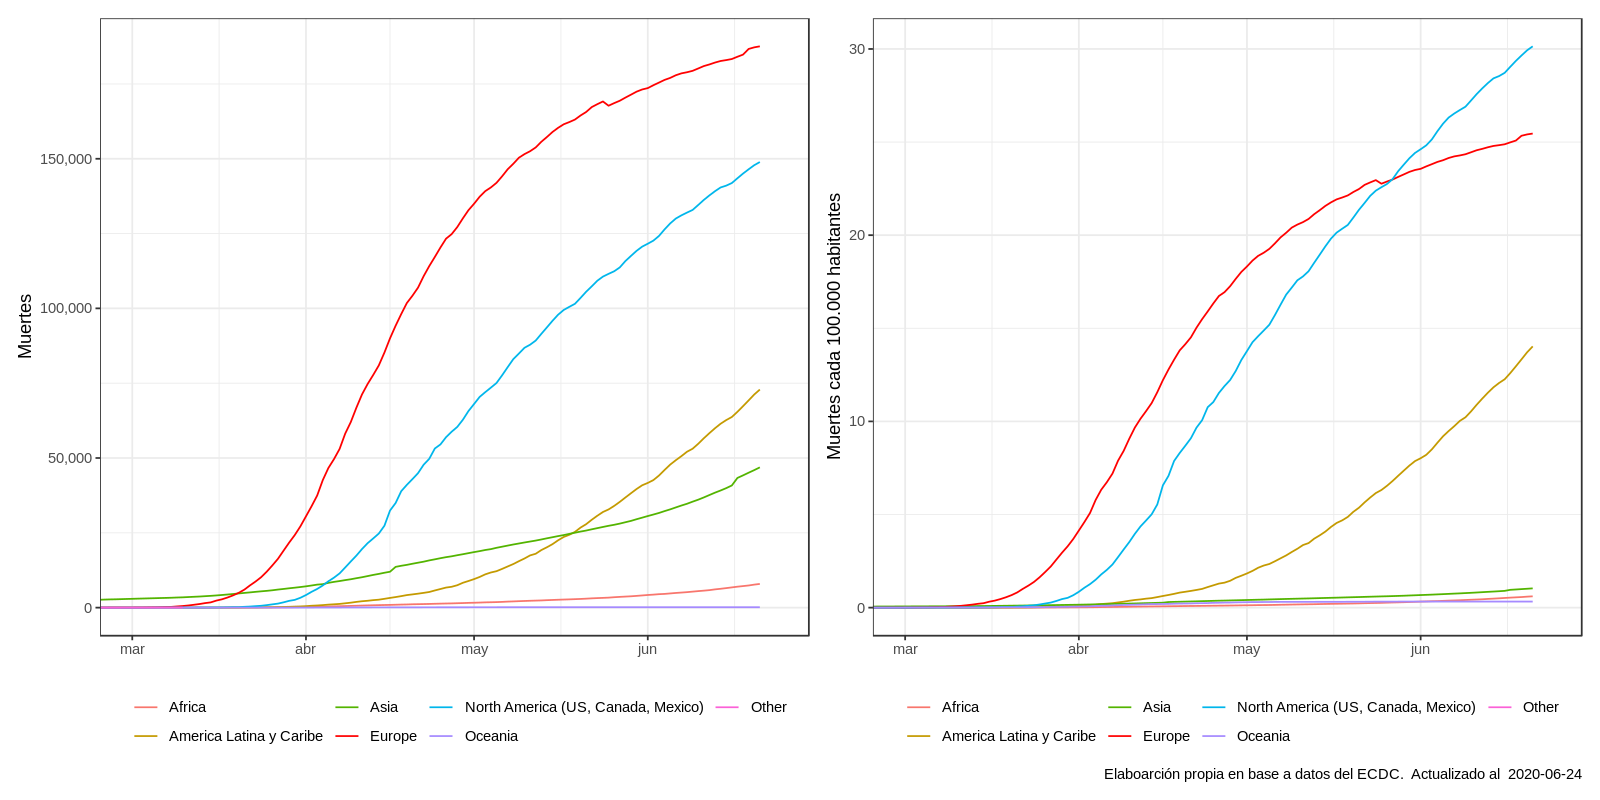 Muertes
150,000
100,000
50,000
0
mar abr may jun
Africa Asia North America (US, Canada, Mexico) Other
America Latina y Caribe Europe Oceania
Muertes cada 100.000 habitantes
30
20
10
0
mar abr may jun
Africa Asia North America (US, Canada, Mexico) Other
America Latina y Caribe Europe Oceania
Elaboarción propia en base a datos del ECDC. Actualizado al 2020-06-24